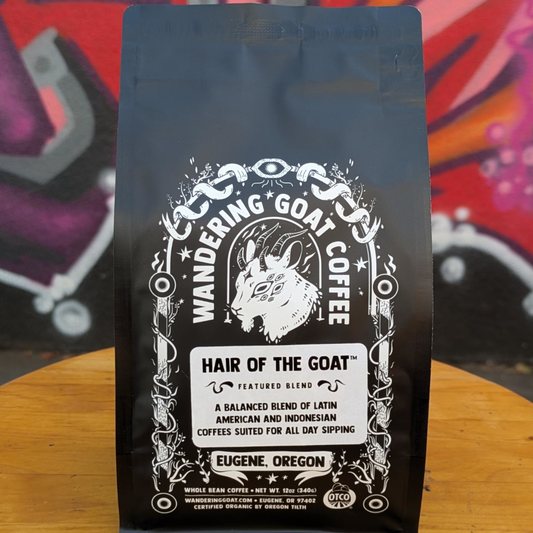 WANDERING GOAT COFFEE
HAIR OF THE GOAT™
FEATURED BLEND
A BALANCED BLEND OF LATIN
AMERICAN AND INDONESIAN
COFFEES SUITED FOR ALL DAY SIPPING
EUGENE, OREGON
WHOLE BEAN COFFEE • NET WT. 12oz (340g)
WANDERINGGOAT.COM • EUGENE, OR 97402
CERTIFIED ORGANIC BY OREGON TILTH
OTCO